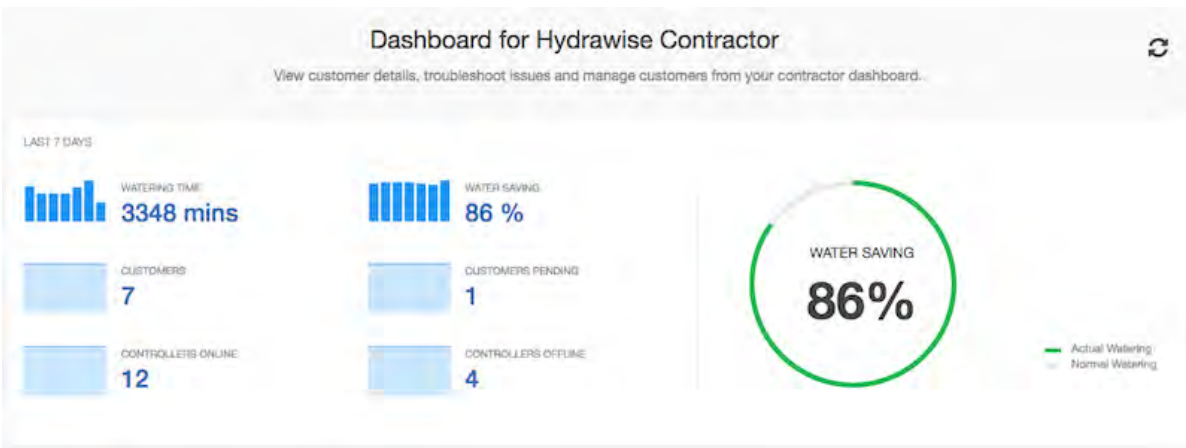 Dashboard for Hydrawise Contractor
View customer details, troubleshoot issues and manage customers from your contractor dashboard.
LAST 7 DAYS
WATERING TIME
3348 mins
WATER SAVING
86 %
CUSTOMERS
7
CUSTOMERS PENDING
1
CONTROLLERS ONLINE
12
CONTROLLERS OFFLINE
4
WATER SAVING
86%
Actual Watering
Normal Watering